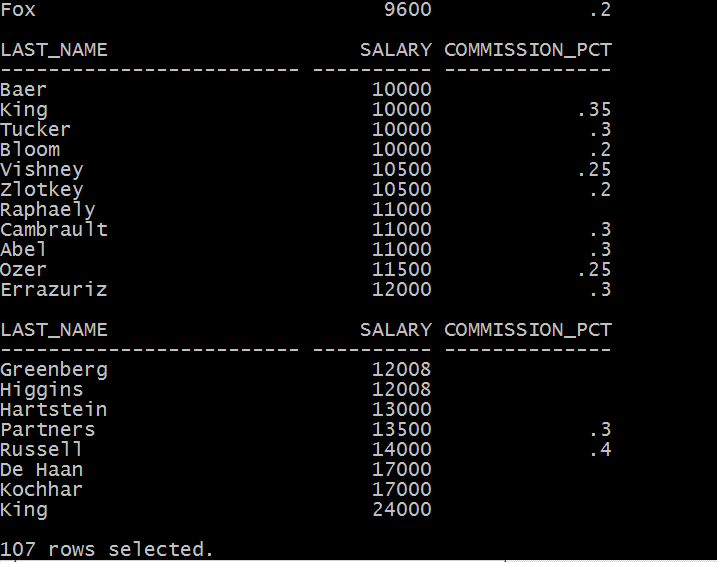 Fox                             9600            .2
LAST_NAME                     SALARY COMMISSION_PCT
------------------------- ---------- --------------
Baer                           10000
King                           10000            .35
Tucker                         10000             .3
Bloom                          10000             .2
Vishney                        10500            .25
Zlotkey                        10500             .2
Raphaely                       11000
Cambrault                      11000             .3
Abel                           11000             .3
Ozer                           11500            .25
Errazuriz                      12000             .3
LAST_NAME                     SALARY COMMISSION_PCT
------------------------- ---------- --------------
Greenberg                      12008
Higgins                        12008
Hartstein                      13000
Partners                       13500             .3
Russell                        14000             .4
De Haan                        17000
Kochhar                        17000
King                           24000
107 rows selected.